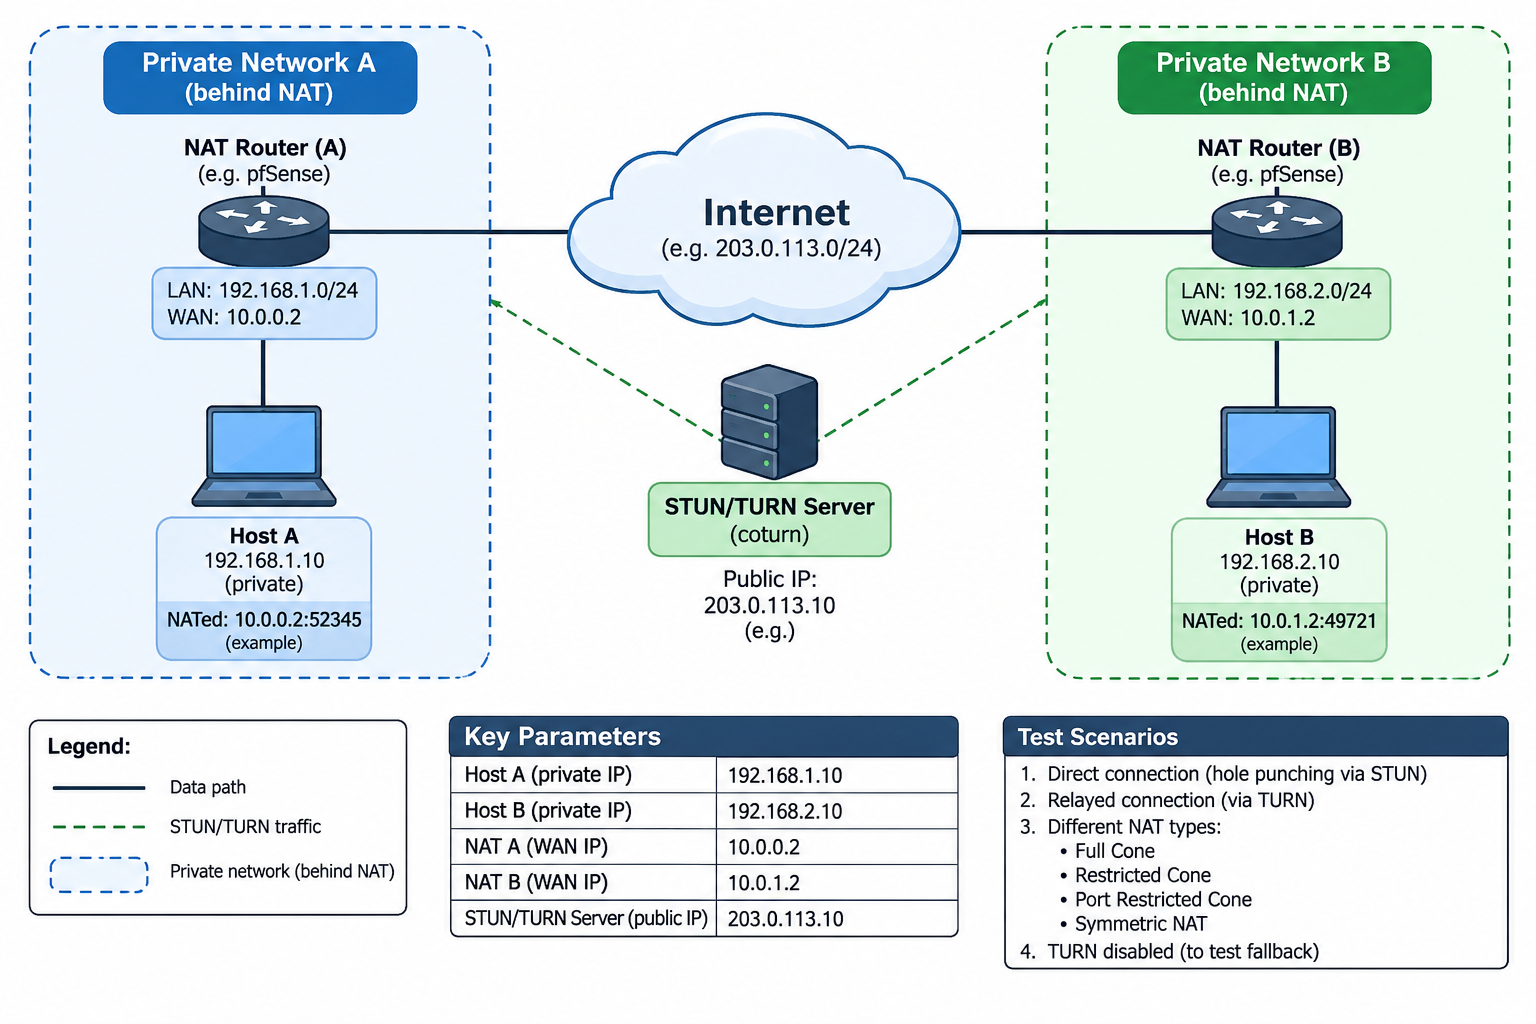 Private Network A
(behind NAT)
NAT Router (A)
(e.g. pfSense)
LAN: 192.168.1.0/24
WAN: 10.0.0.2
Host A
192.168.1.10
(private)
NATed: 10.0.0.2:52345
(example)
Internet
(e.g. 203.0.113.0/24)
STUN/TURN Server
(coturn)
Public IP:
203.0.113.10
(e.g.)
Private Network B
(behind NAT)
NAT Router (B)
(e.g. pfSense)
LAN: 192.168.2.0/24
WAN: 10.0.1.2
Host B
192.168.2.10
(private)
NATed: 10.0.1.2:49721
(example)
Legend:
Data path
STUN/TURN traffic
Private network (behind NAT)
Key Parameters
Host A (private IP) 192.168.1.10
Host B (private IP) 192.168.2.10
NAT A (WAN IP) 10.0.0.2
NAT B (WAN IP) 10.0.1.2
STUN/TURN Server (public IP) 203.0.113.10
Test Scenarios
1. Direct connection (hole punching via STUN)
2. Relayed connection (via TURN)
3. Different NAT types:
• Full Cone
• Restricted Cone
• Port Restricted Cone
• Symmetric NAT
4. TURN disabled (to test fallback)